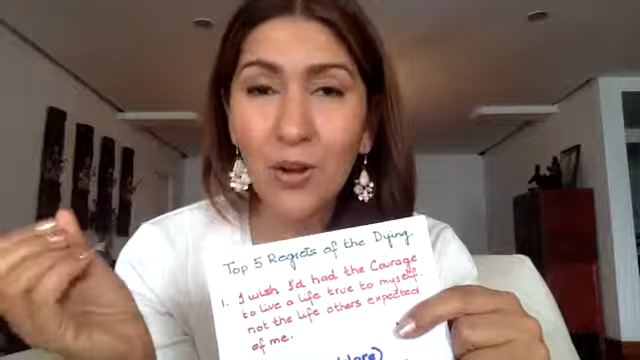 Top 5 Regrets of the Dying.
1. I wish I'd had the Courage
to live a life true to myself.
not the life others expected
of me.